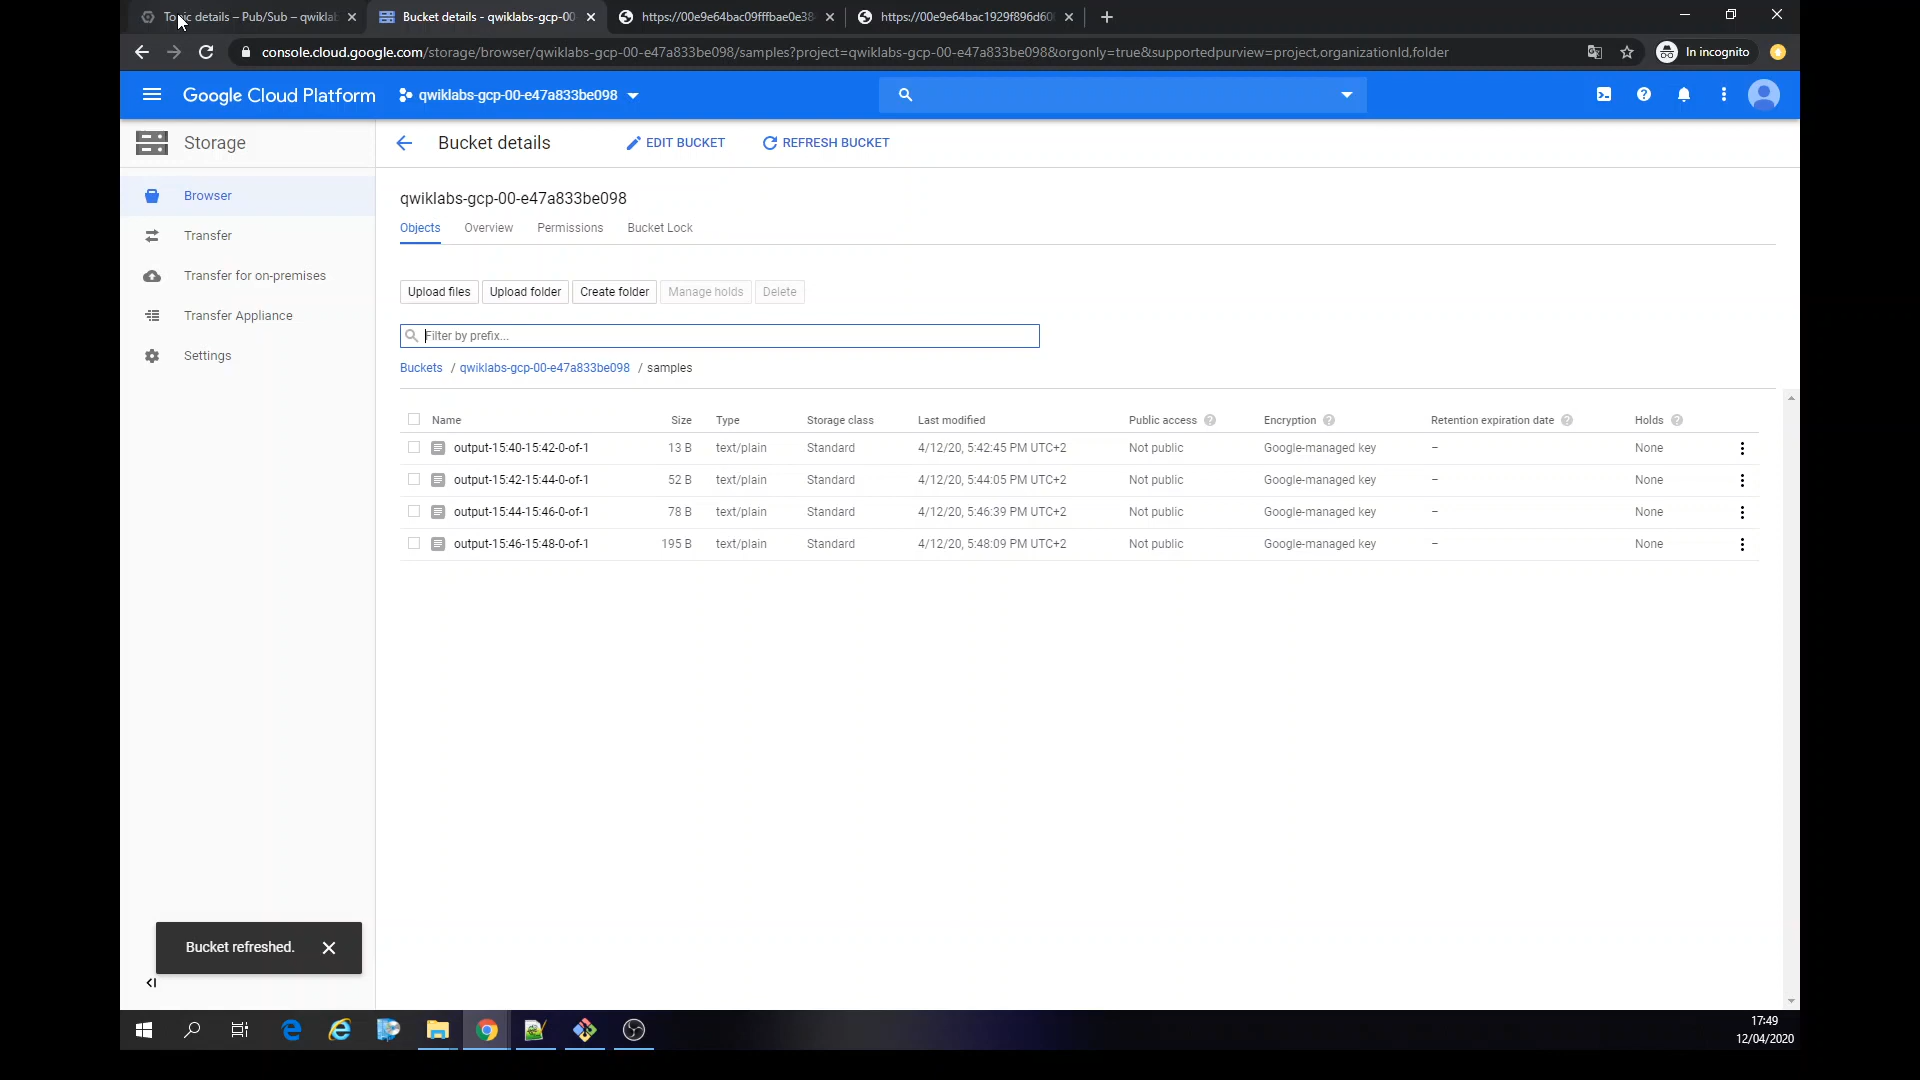 Topic details – Pub/Sub – qwiklab
Bucket details - qwiklabs-gcp-00
https://00e9e64bac09fffbae0e38
https://00e9e64bac1929f896d60
console.cloud.google.com/storage/browser/qwiklabs-gcp-00-e47a833be098/samples?project=qwiklabs-gcp-00-e47a833be098&orgonly=true&supportedpurview=project,organizationId,folder
In incognito
Google Cloud Platform
qwiklabs-gcp-00-e47a833be098
Storage
Bucket details
EDIT BUCKET
REFRESH BUCKET
Browser
Transfer
Transfer for on-premises
Transfer Appliance
Settings
qwiklabs-gcp-00-e47a833be098
Objects Overview Permissions Bucket Lock
Upload files Upload folder Create folder Manage holds Delete
Filter by prefix...
Buckets / qwiklabs-gcp-00-e47a833be098 / samples
Name Size Type Storage class Last modified Public access Encryption Retention expiration date Holds
output-15:40-15:42-0-of-1 13 B text/plain Standard 4/12/20, 5:42:45 PM UTC+2 Not public Google-managed key – None
output-15:42-15:44-0-of-1 52 B text/plain Standard 4/12/20, 5:44:05 PM UTC+2 Not public Google-managed key – None
output-15:44-15:46-0-of-1 78 B text/plain Standard 4/12/20, 5:46:39 PM UTC+2 Not public Google-managed key – None
output-15:46-15:48-0-of-1 195 B text/plain Standard 4/12/20, 5:48:09 PM UTC+2 Not public Google-managed key – None
Bucket refreshed.
17:49
12/04/2020